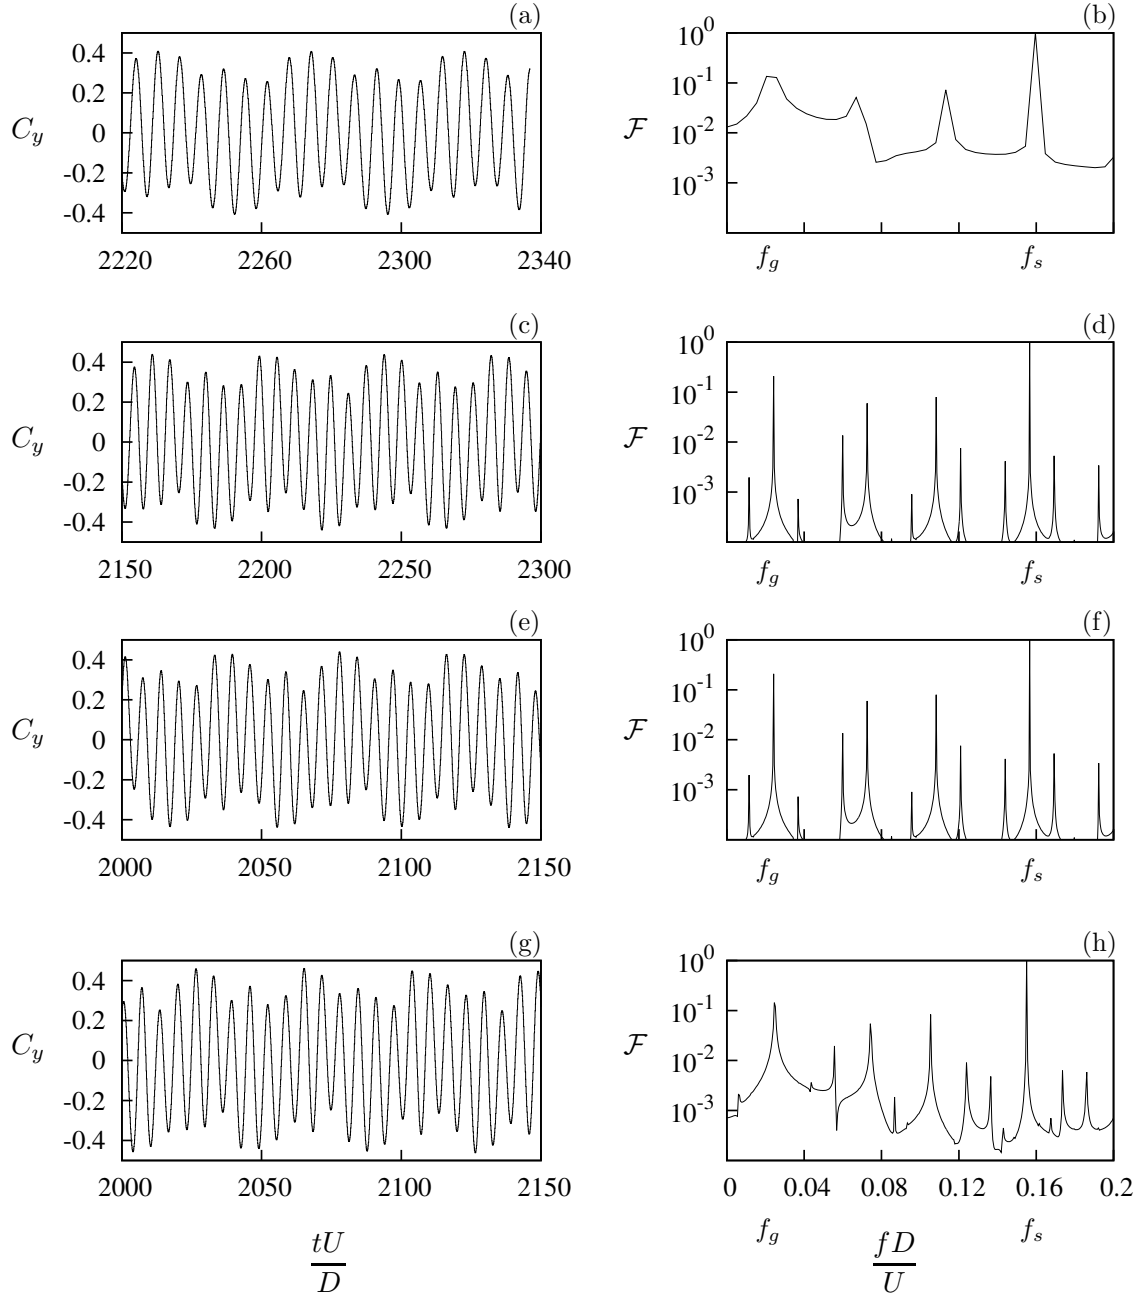 (a) (b)
0.4
0.2
0
-0.2
-0.4
C_y
2220 2260 2300 2340
10^0
10^-1
10^-2
10^-3
ℱ
f_g f_s
(c) (d)
0.4
0.2
0
-0.2
-0.4
C_y
2150 2200 2250 2300
10^0
10^-1
10^-2
10^-3
ℱ
f_g f_s
(e) (f)
0.4
0.2
0
-0.2
-0.4
C_y
2000 2050 2100 2150
10^0
10^-1
10^-2
10^-3
ℱ
f_g f_s
(g) (h)
0.4
0.2
0
-0.2
-0.4
C_y
2000 2050 2100 2150
10^0
10^-1
10^-2
10^-3
ℱ
0 0.04 0.08 0.12 0.16 0.2
f_g f_s
tU
D
fD
U